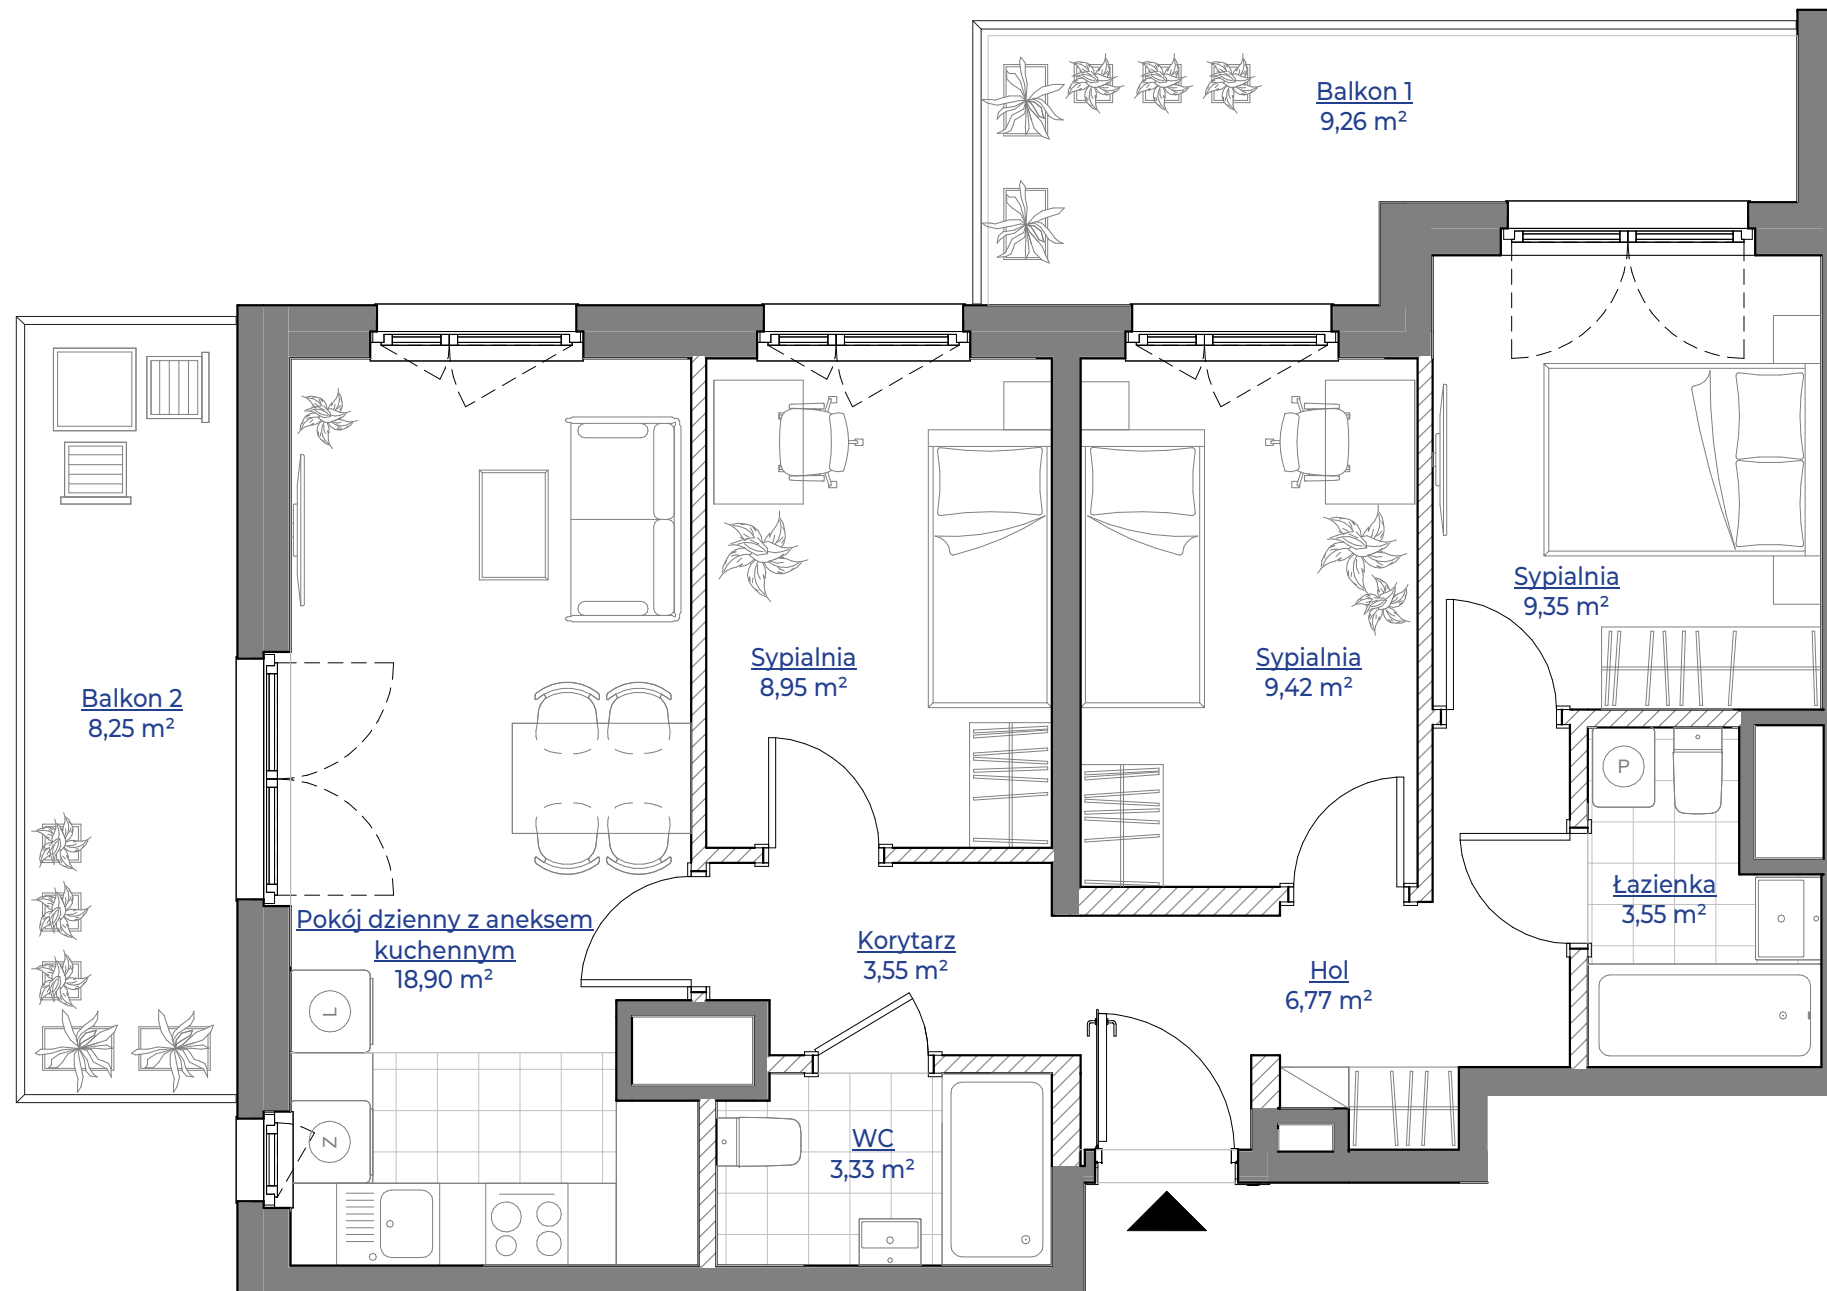 Balkon 1
9,26 m²
Sypialnia
9,35 m²
Sypialnia
8,95 m²
Sypialnia
9,42 m²
Balkon 2
8,25 m²
P
Łazienka
3,55 m²
Pokój dzienny z aneksem
kuchennym
18,90 m²
Korytarz
3,55 m²
Hol
6,77 m²
L
Z
WC
3,33 m²